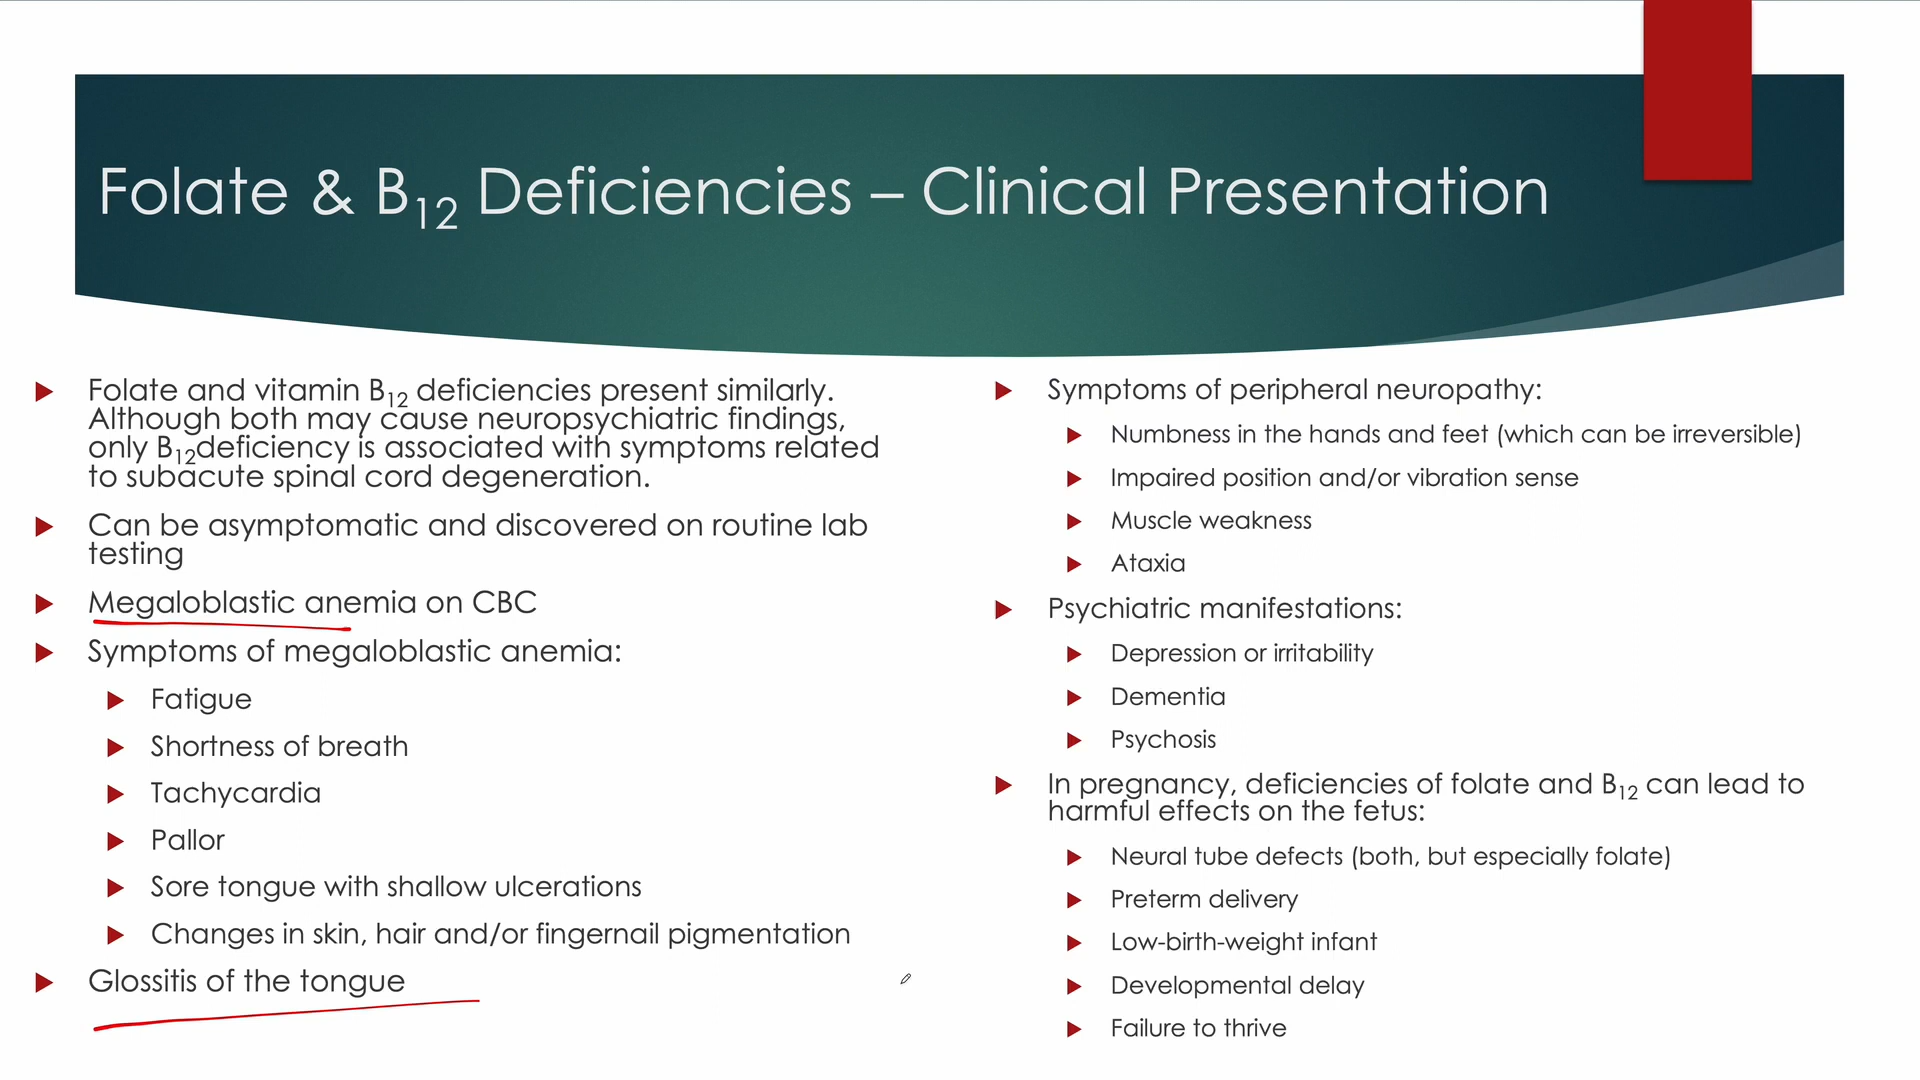 Folate & B12 Deficiencies – Clinical Presentation
Folate and vitamin B12 deficiencies present similarly.
Although both may cause neuropsychiatric findings,
only B12deficiency is associated with symptoms related
to subacute spinal cord degeneration.
Can be asymptomatic and discovered on routine lab
testing
Megaloblastic anemia on CBC
Symptoms of megaloblastic anemia:
Fatigue
Shortness of breath
Tachycardia
Pallor
Sore tongue with shallow ulcerations
Changes in skin, hair and/or fingernail pigmentation
Glossitis of the tongue
Symptoms of peripheral neuropathy:
Numbness in the hands and feet (which can be irreversible)
Impaired position and/or vibration sense
Muscle weakness
Ataxia
Psychiatric manifestations:
Depression or irritability
Dementia
Psychosis
In pregnancy, deficiencies of folate and B12 can lead to
harmful effects on the fetus:
Neural tube defects (both, but especially folate)
Preterm delivery
Low-birth-weight infant
Developmental delay
Failure to thrive